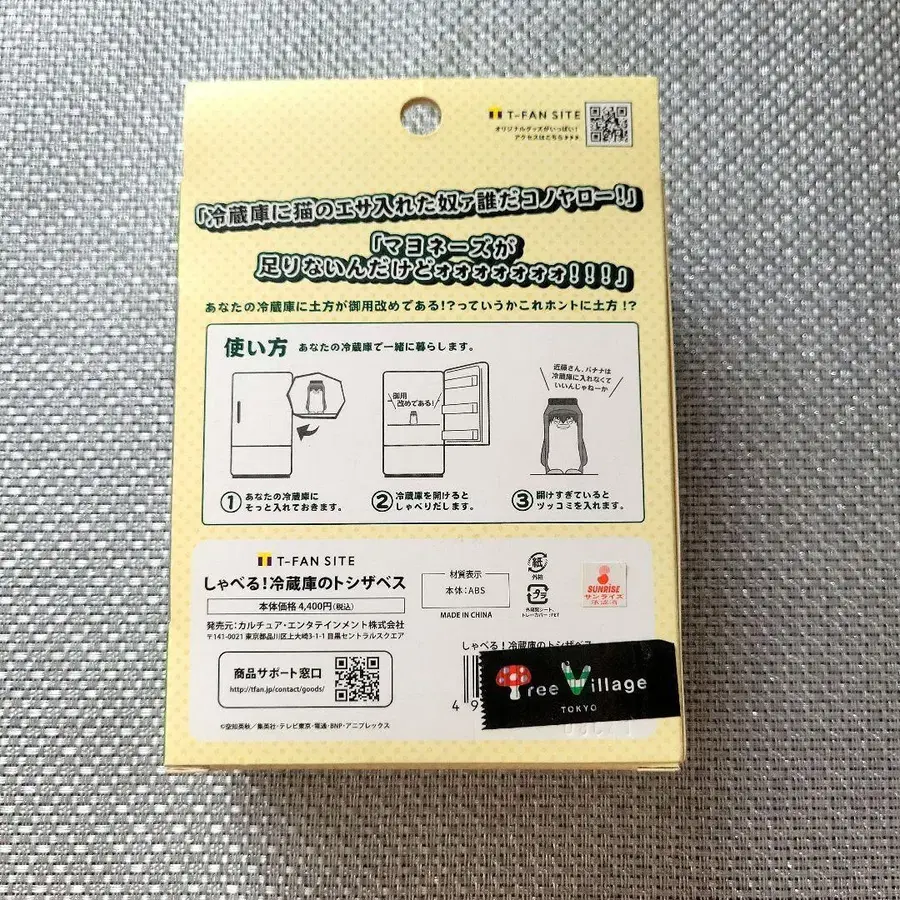 T-FAN SITE
オリジナルグッズがいっぱい！
アクセスはこちら
「冷蔵庫に猫のエサ入れた奴ァ誰だコノヤロー！」
「マヨネーズが
足りないんだけどォォォォォォォ！！！」
あなたの冷蔵庫に土方が御用改めである！？っていうかこれホントに土方！？
使い方 あなたの冷蔵庫で一緒に暮らします。
御用
改めである！
近藤さん、バナナは
冷蔵庫に入れなくて
いいんじゃねーか
① あなたの冷蔵庫に
そっと入れておきます。
② 冷蔵庫を開けると
しゃべりだします。
③ 開けすぎていると
ツッコミを入れます。
T-FAN SITE
しゃべる！冷蔵庫のトシザベス
本体価格 4,400円（税込）
発売元：カルチュア・エンタテインメント株式会社
〒141-0021 東京都品川区上大崎3-1-1 目黒セントラルスクエア
商品サポート窓口
http://tfan.jp/contact/goods/
©空知英秋／集英社・テレビ東京・電通・BNP・アニプレックス
材質表示
本体：ABS
MADE IN CHINA
紙
外箱
プラ
SUNRISE
サンライズ
しゃべる！冷蔵庫のトシザベス
4 9
Tree Village
TOKYO